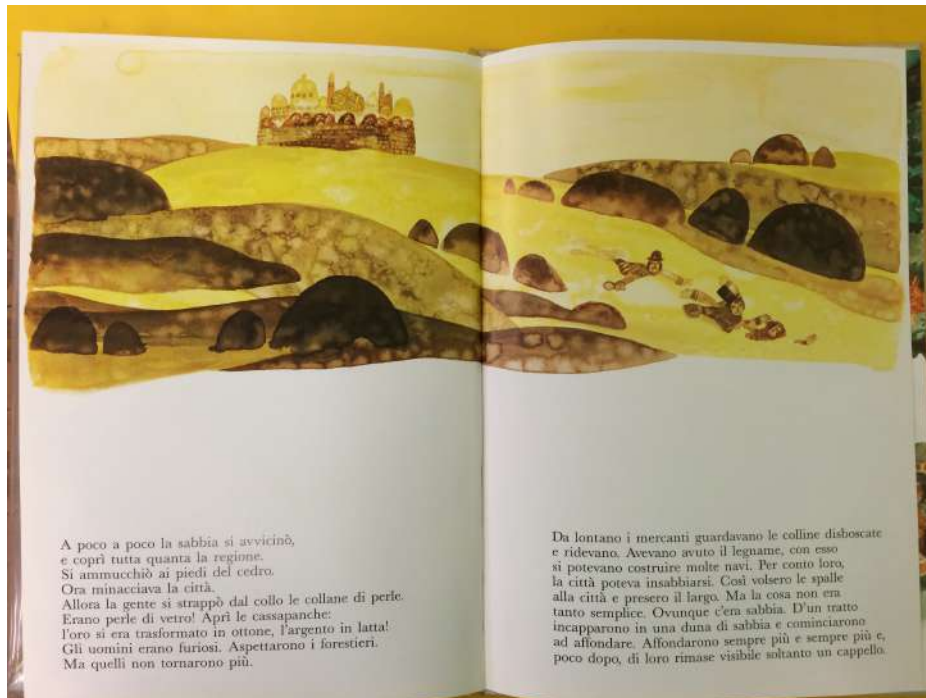 A poco a poco la sabbia si avvicinò,
e coprì tutta quanta la regione.
Si ammucchiò ai piedi del cedro.
Ora minacciava la città.
Allora la gente si strappò dal collo le collane di perle.
Erano perle di vetro! Aprì le cassapanche:
l'oro si era trasformato in ottone, l'argento in latta!
Gli uomini erano furiosi. Aspettarono i forestieri.
Ma quelli non tornarono più.
Da lontano i mercanti guardavano le colline disboscate
e ridevano. Avevano avuto il legname, con esso
si potevano costruire molte navi. Per conto loro,
la città poteva insabbiarsi. Così volsero le spalle
alla città e presero il largo. Ma la cosa non era
tanto semplice. Ovunque c'era sabbia. D'un tratto
incapparono in una duna di sabbia e cominciarono
ad affondare. Affondarono sempre più e sempre più e,
poco dopo, di loro rimase visibile soltanto un cappello.